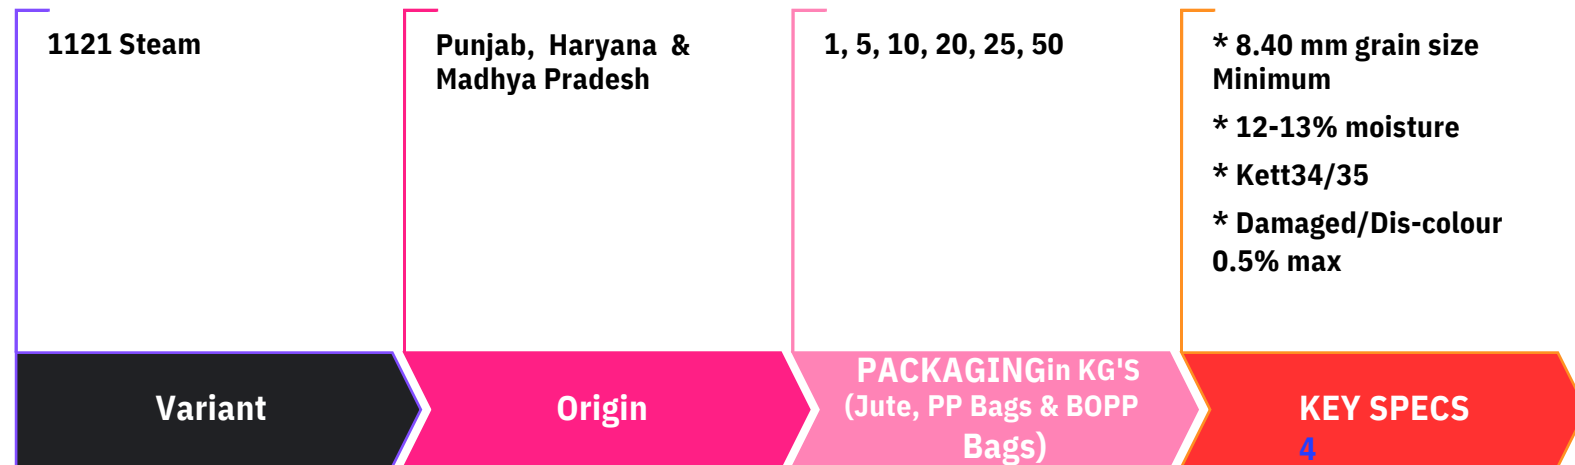 1121 Steam
Punjab, Haryana &
Madhya Pradesh
1, 5, 10, 20, 25, 50
* 8.40 mm grain size
Minimum
* 12-13% moisture
* Kett34/35
* Damaged/Dis-colour
0.5% max
Variant
Origin
PACKAGINGin KG'S
(Jute, PP Bags & BOPP
Bags)
KEY SPECS
4